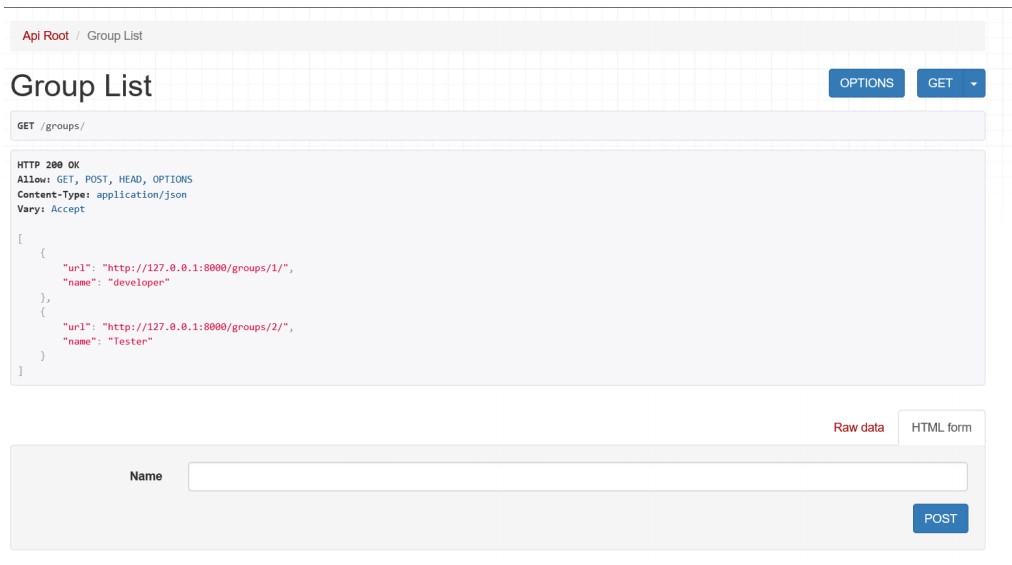 Api Root / Group List
Group List
OPTIONS GET
GET /groups/
HTTP 200 OK
Allow: GET, POST, HEAD, OPTIONS
Content-Type: application/json
Vary: Accept
[
    {
        "url": "http://127.0.0.1:8000/groups/1/",
        "name": "developer"
    },
    {
        "url": "http://127.0.0.1:8000/groups/2/",
        "name": "Tester"
    }
]
Raw data HTML form
Name
POST